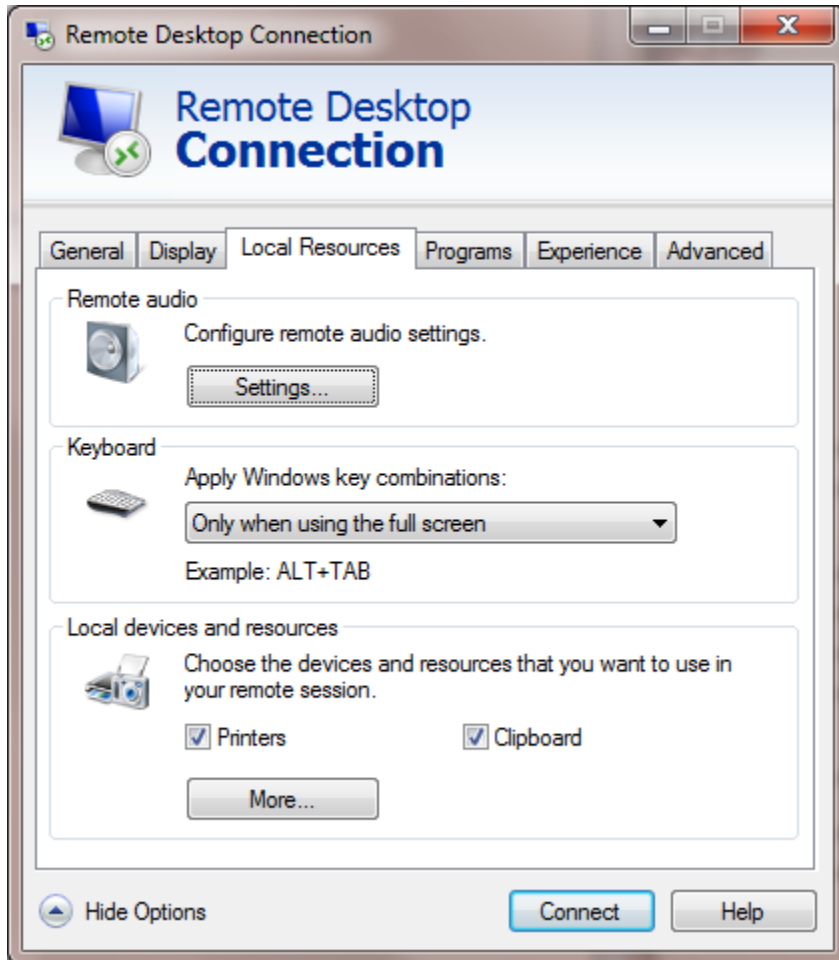 Remote Desktop Connection
Remote Desktop
Connection
General Display Local Resources Programs Experience Advanced
Remote audio
Configure remote audio settings.
Settings...
Keyboard
Apply Windows key combinations:
Only when using the full screen
Example: ALT+TAB
Local devices and resources
Choose the devices and resources that you want to use in
your remote session.
Printers Clipboard
More...
Hide Options Connect Help